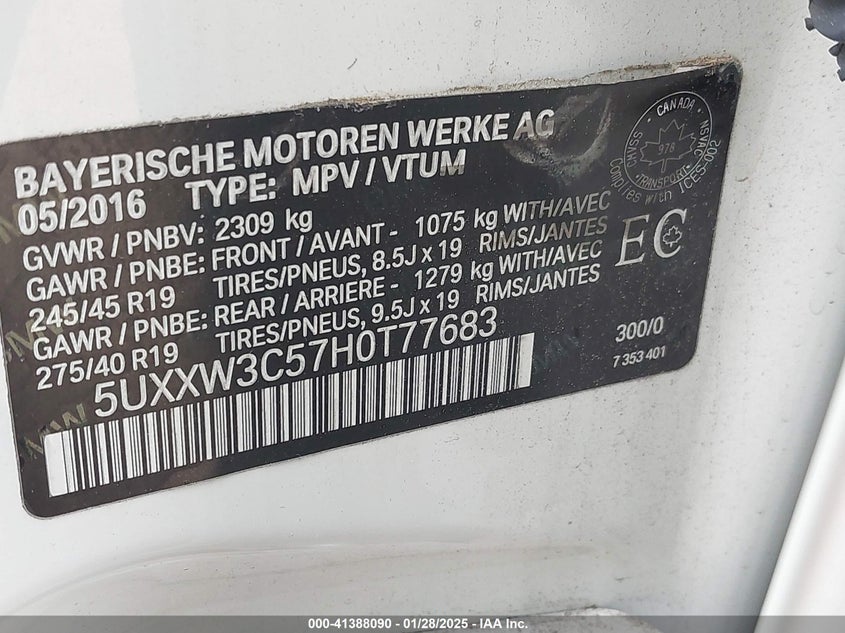 BAYERISCHE MOTOREN WERKE AG
05/2016 TYPE: MPV / VTUM
GVWR / PNBV: 2309 kg
GAWR / PNBE: FRONT / AVANT - 1075 kg WITH/AVEC
245/45 R19 TIRES/PNEUS, 8.5J x 19 RIMS/JANTES
GAWR / PNBE: REAR / ARRIERE - 1279 kg WITH/AVEC
275/40 R19 TIRES/PNEUS, 9.5J x 19 RIMS/JANTES
5UXXW3C57H0T77683
CANADA
978
TRANSPORT
Complies with ICES-002
EC
300/0
7 353 401
000-41388090 - 01/28/2025 - IAA Inc.